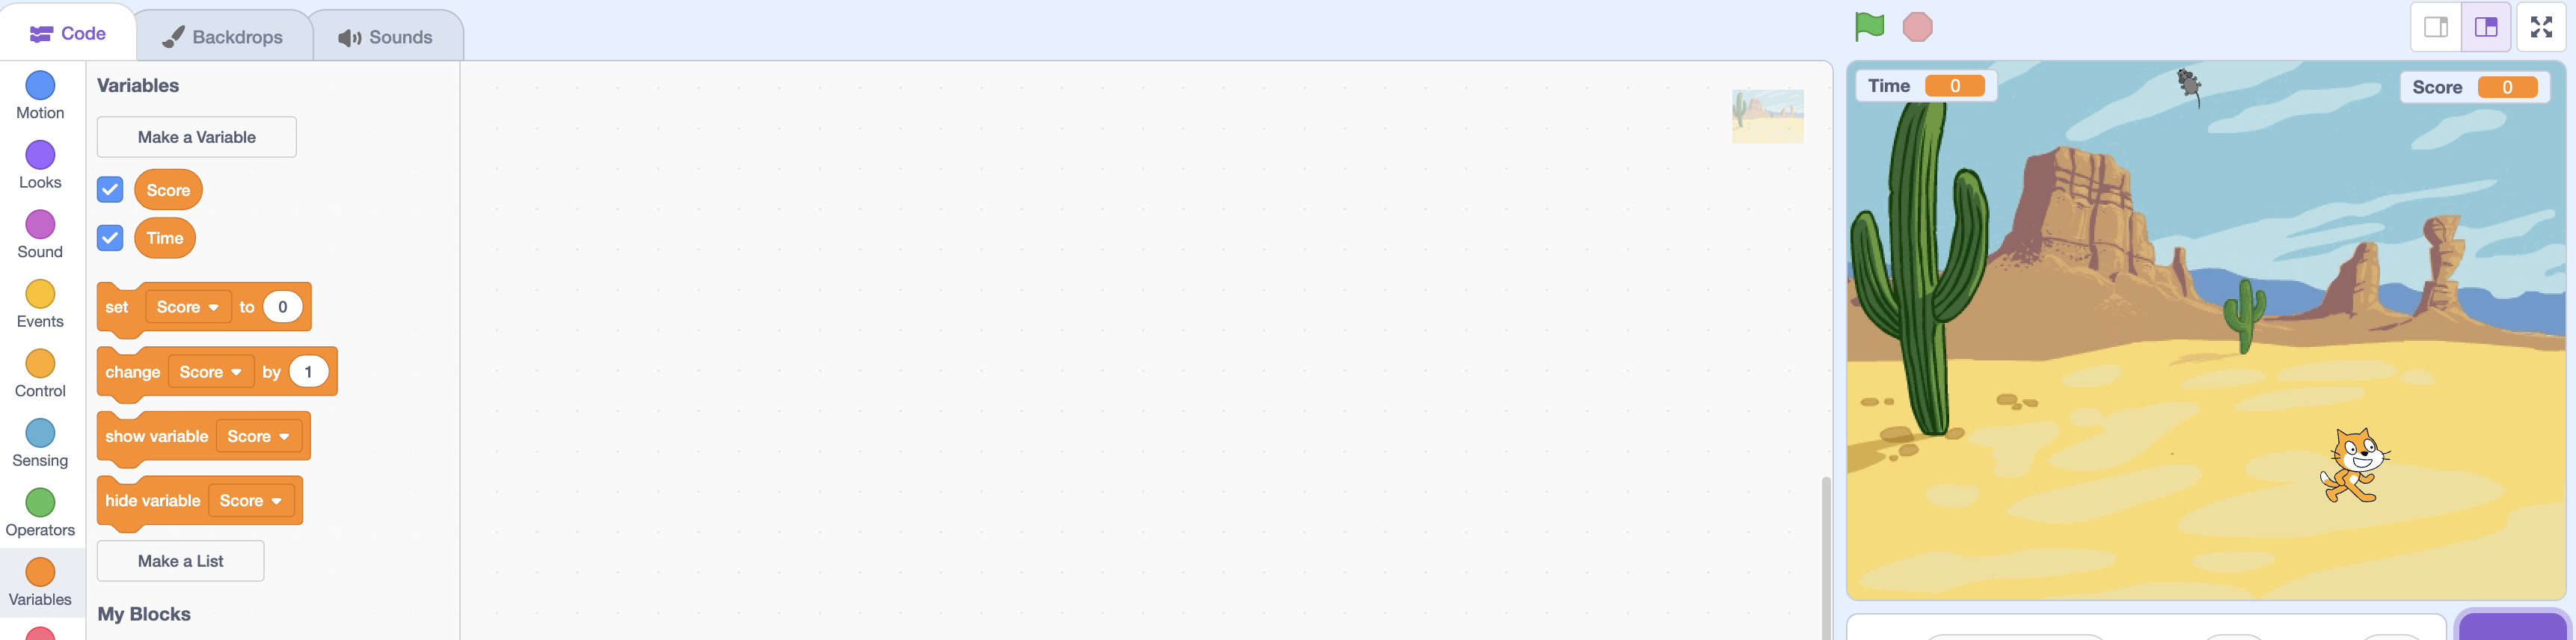 Code
Backdrops
Sounds
Motion
Looks
Sound
Events
Control
Sensing
Operators
Variables
Variables
Make a Variable
Score
Time
set Score to 0
change Score by 1
show variable Score
hide variable Score
Make a List
My Blocks
Time 0
Score 0